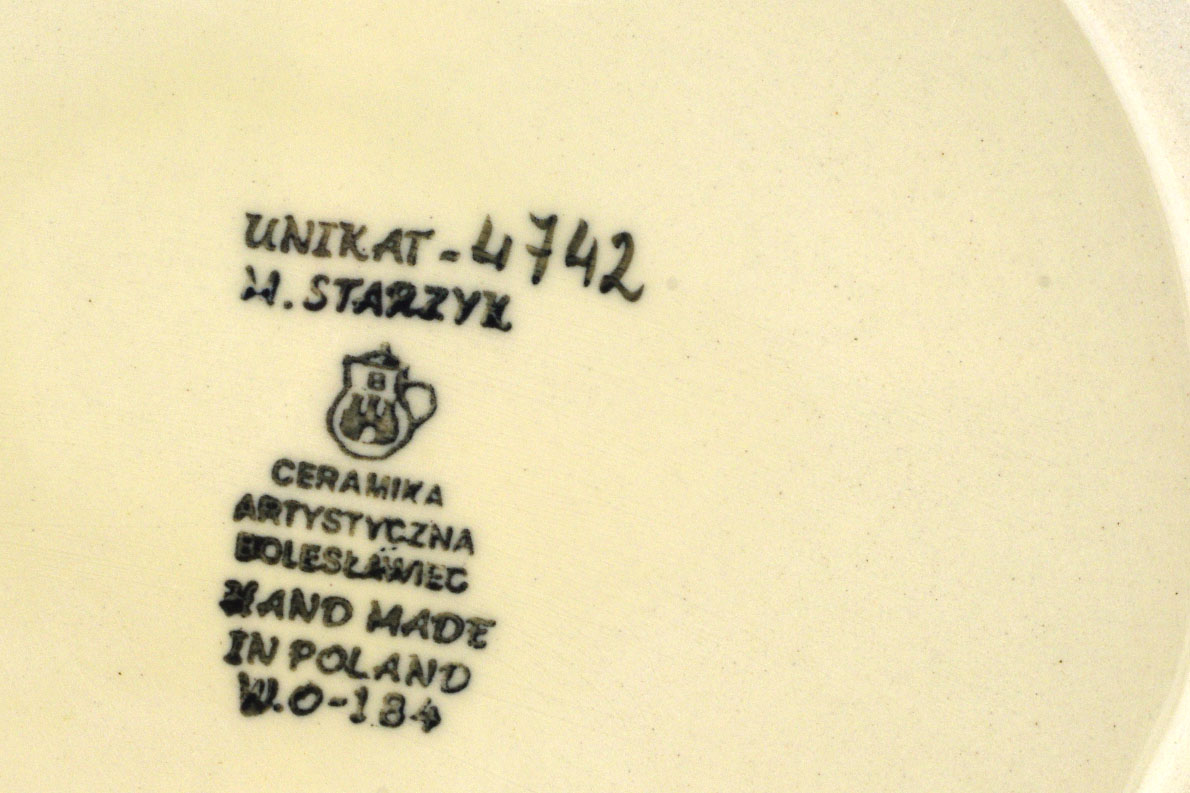 UNIKAT-4742
M. STARZYK
B
CERAMIKA
ARTYSTYCZNA
BOLESŁAWIEC
HAND MADE
IN POLAND
W.O-184